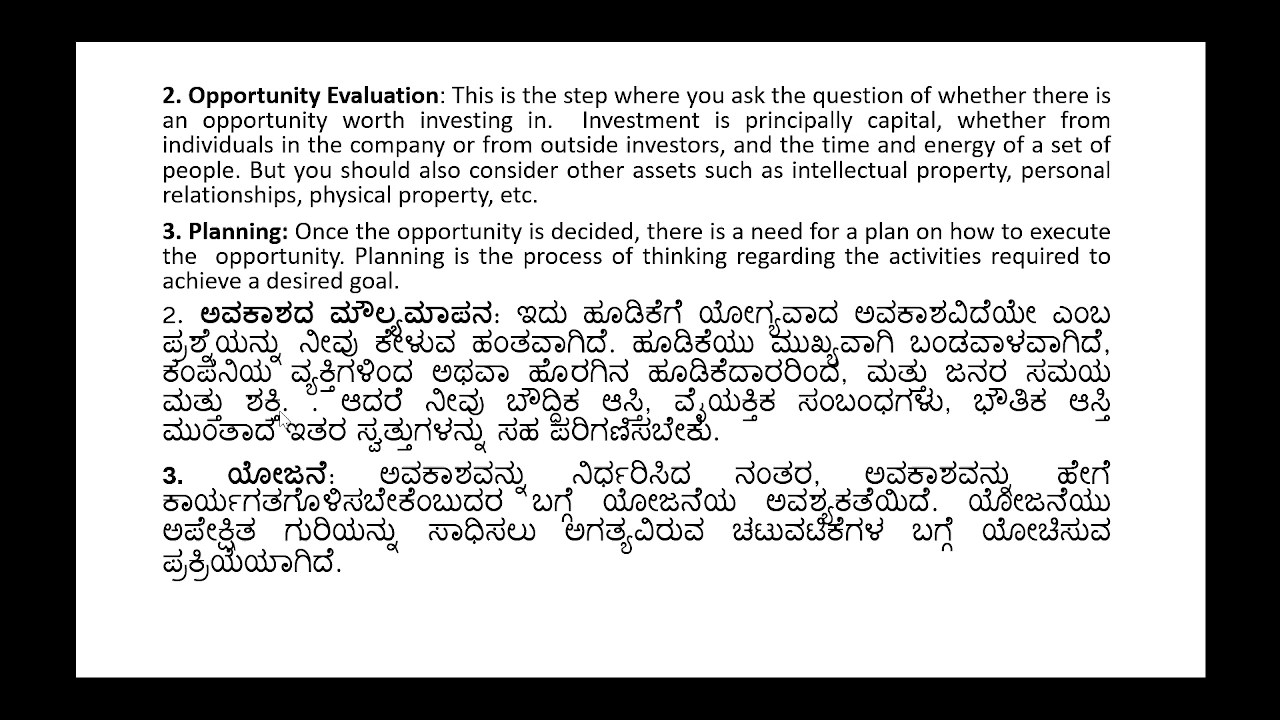 2. Opportunity Evaluation: This is the step where you ask the question of whether there is
an opportunity worth investing in. Investment is principally capital, whether from
individuals in the company or from outside investors, and the time and energy of a set of
people. But you should also consider other assets such as intellectual property, personal
relationships, physical property, etc.
3. Planning: Once the opportunity is decided, there is a need for a plan on how to execute
the opportunity. Planning is the process of thinking regarding the activities required to
achieve a desired goal.
2. ಅವಕಾಶದ ಮೌಲ್ಯಮಾಪನ: ಇದು ಹೂಡಿಕೆಗೆ ಯೋಗ್ಯವಾದ ಅವಕಾಶವಿದೆಯೇ ಎಂಬ
ಪ್ರಶ್ನೆಯನ್ನು ನೀವು ಕೇಳುವ ಹಂತವಾಗಿದೆ. ಹೂಡಿಕೆಯು ಮುಖ್ಯವಾಗಿ ಬಂಡವಾಳವಾಗಿದೆ,
ಕಂಪನಿಯ ವ್ಯಕ್ತಿಗಳಿಂದ ಅಥವಾ ಹೊರಗಿನ ಹೂಡಿಕೆದಾರರಿಂದ, ಮತ್ತು ಜನರ ಸಮಯ
ಮತ್ತು ಶಕ್ತಿ. . ಆದರೆ ನೀವು ಬೌದ್ಧಿಕ ಆಸ್ತಿ, ವೈಯಕ್ತಿಕ ಸಂಬಂಧಗಳು, ಭೌತಿಕ ಆಸ್ತಿ
ಮುಂತಾದ ಇತರ ಸ್ವತ್ತುಗಳನ್ನು ಸಹ ಪರಿಗಣಿಸಬೇಕು.
3. ಯೋಜನೆ: ಅವಕಾಶವನ್ನು ನಿರ್ಧರಿಸಿದ ನಂತರ, ಅವಕಾಶವನ್ನು ಹೇಗೆ
ಕಾರ್ಯಗತಗೊಳಿಸಬೇಕೆಂಬುದರ ಬಗ್ಗೆ ಯೋಜನೆಯ ಅವಶ್ಯಕತೆಯಿದೆ. ಯೋಜನೆಯು
ಅಪೇಕ್ಷಿತ ಗುರಿಯನ್ನು ಸಾಧಿಸಲು ಅಗತ್ಯವಿರುವ ಚಟುವಟಿಕೆಗಳ ಬಗ್ಗೆ ಯೋಚಿಸುವ
ಪ್ರಕ್ರಿಯೆಯಾಗಿದೆ.